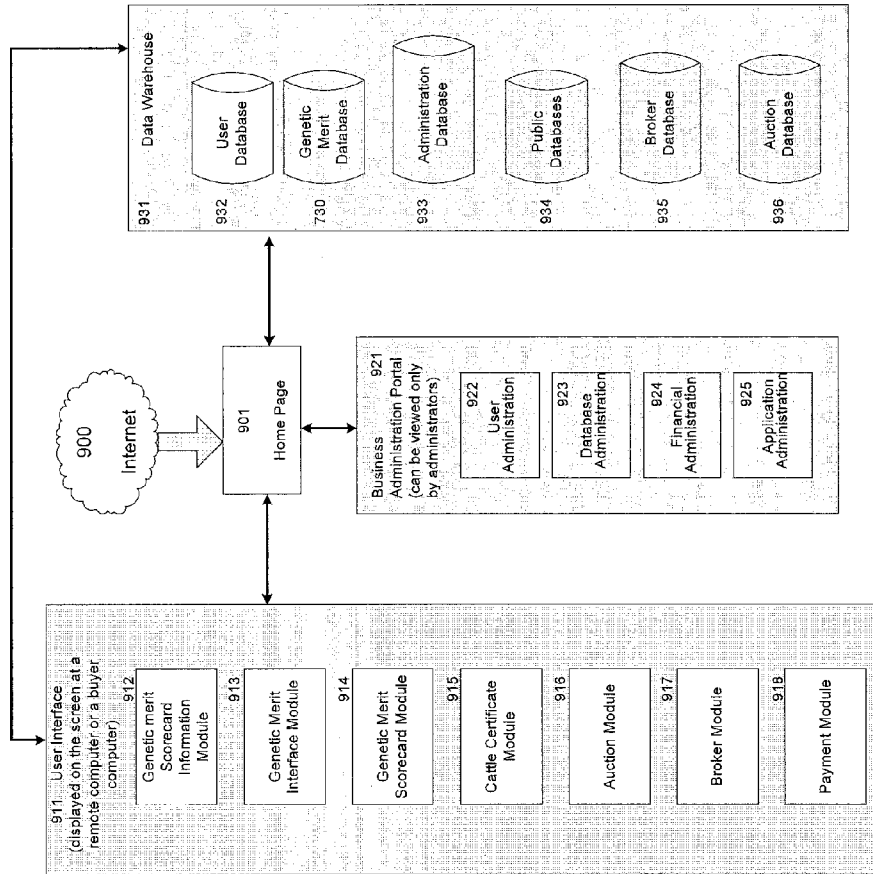 900
Internet
901
Home Page
911 User Interface
(displayed on the screen at a
remote computer or a buyer
computer)
912
Genetic merit
Scorecard
Information
Module
913
Genetic Merit
Interface Module
914
Genetic Merit
Scorecard Module
915
Cattle Certificate
Module
916
Auction Module
917
Broker Module
918
Payment Module
Business 921
Administration Portal
(can be viewed only
by administrators)
922
User
Administration
923
Database
Administration
924
Financial
Administration
925
Application
Administration
931 Data Warehouse
932
User
Database
730
Genetic
Merit
Database
933
Administration
Database
934
Public
Databases
935
Broker
Database
936
Auction
Database